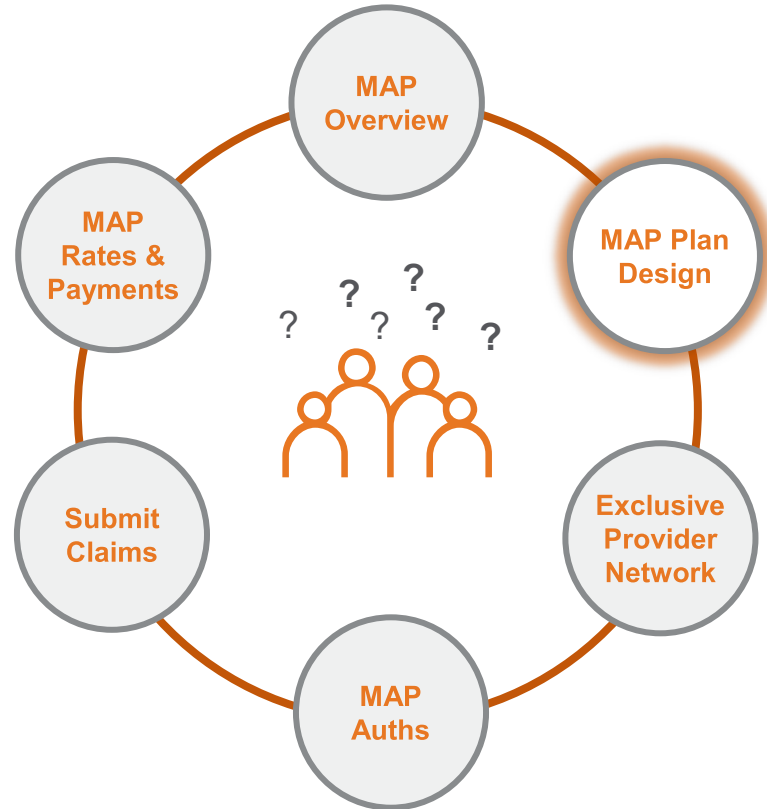 MAP
Overview
MAP Plan
Design
Exclusive
Provider
Network
MAP
Auths
Submit
Claims
MAP
Rates &
Payments
? ? ? ? ? ?